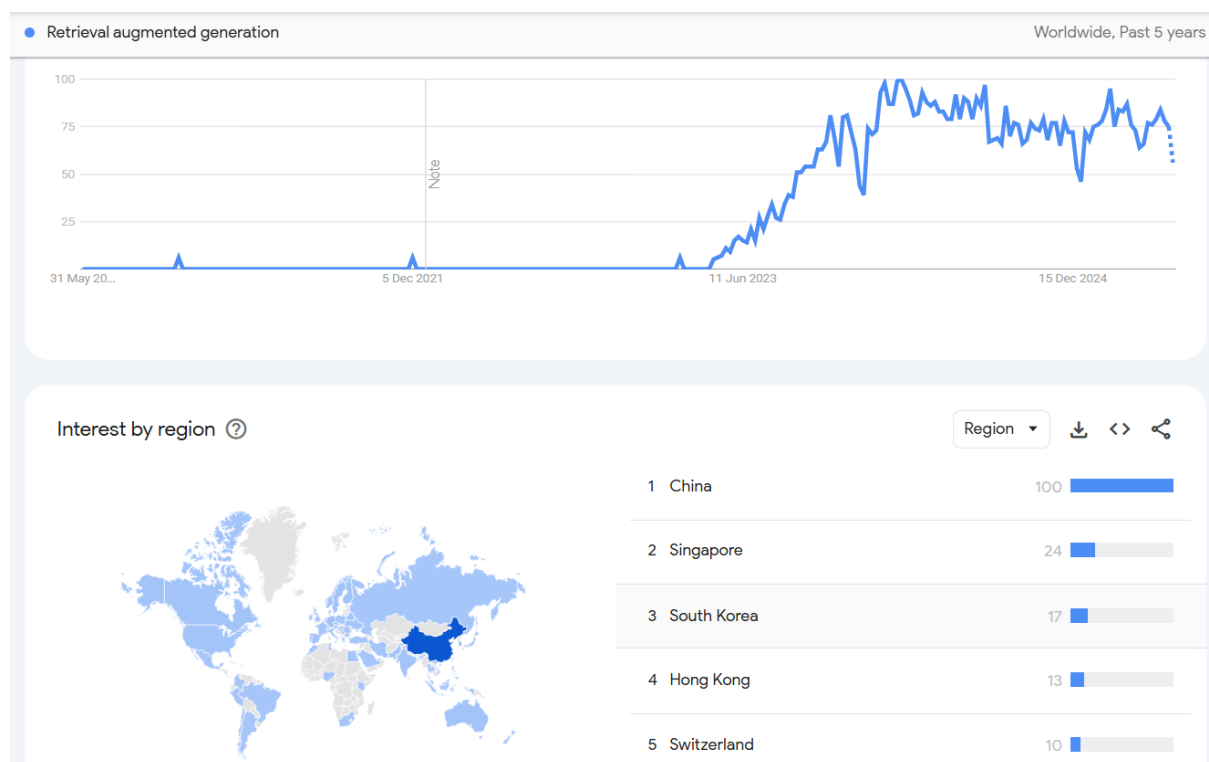 Retrieval augmented generation
Worldwide, Past 5 years
100
75
50
25
Note
31 May 20...
5 Dec 2021
11 Jun 2023
15 Dec 2024
Interest by region
Region
1 China 100
2 Singapore 24
3 South Korea 17
4 Hong Kong 13
5 Switzerland 10